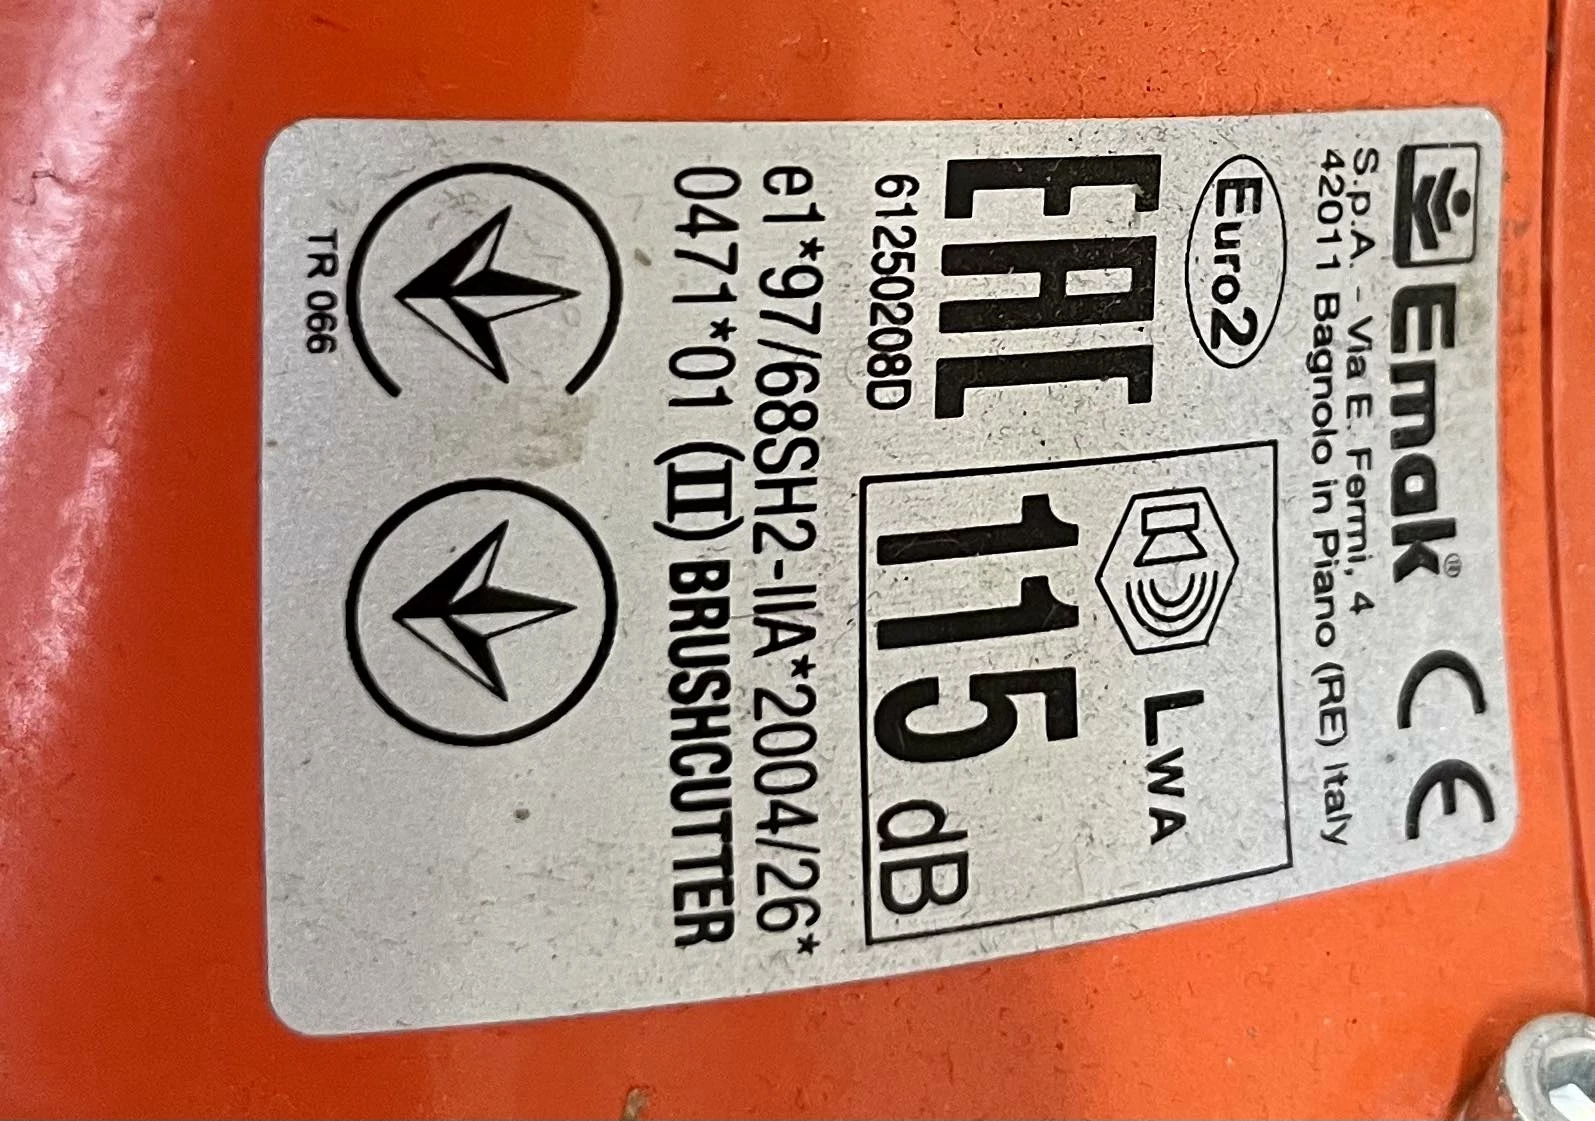 Emak® CE
S.p.A. - Via E. Fermi, 4
42011 Bagnolo in Piano (RE) Italy
Euro2
EAC
61250208D
LWA
115 dB
e1*97/68SH2-IIA*2004/26*
0471*01 (II) BRUSHCUTTER
TR 066